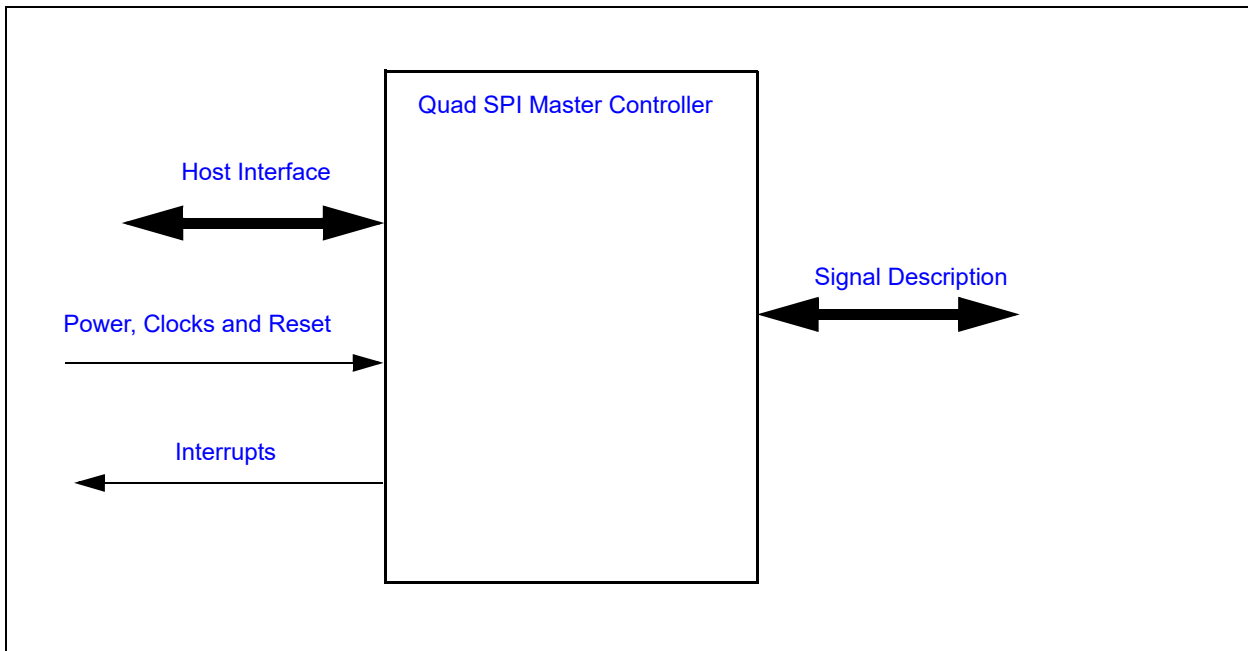 Quad SPI Master Controller
Host Interface
Signal Description
Power, Clocks and Reset
Interrupts